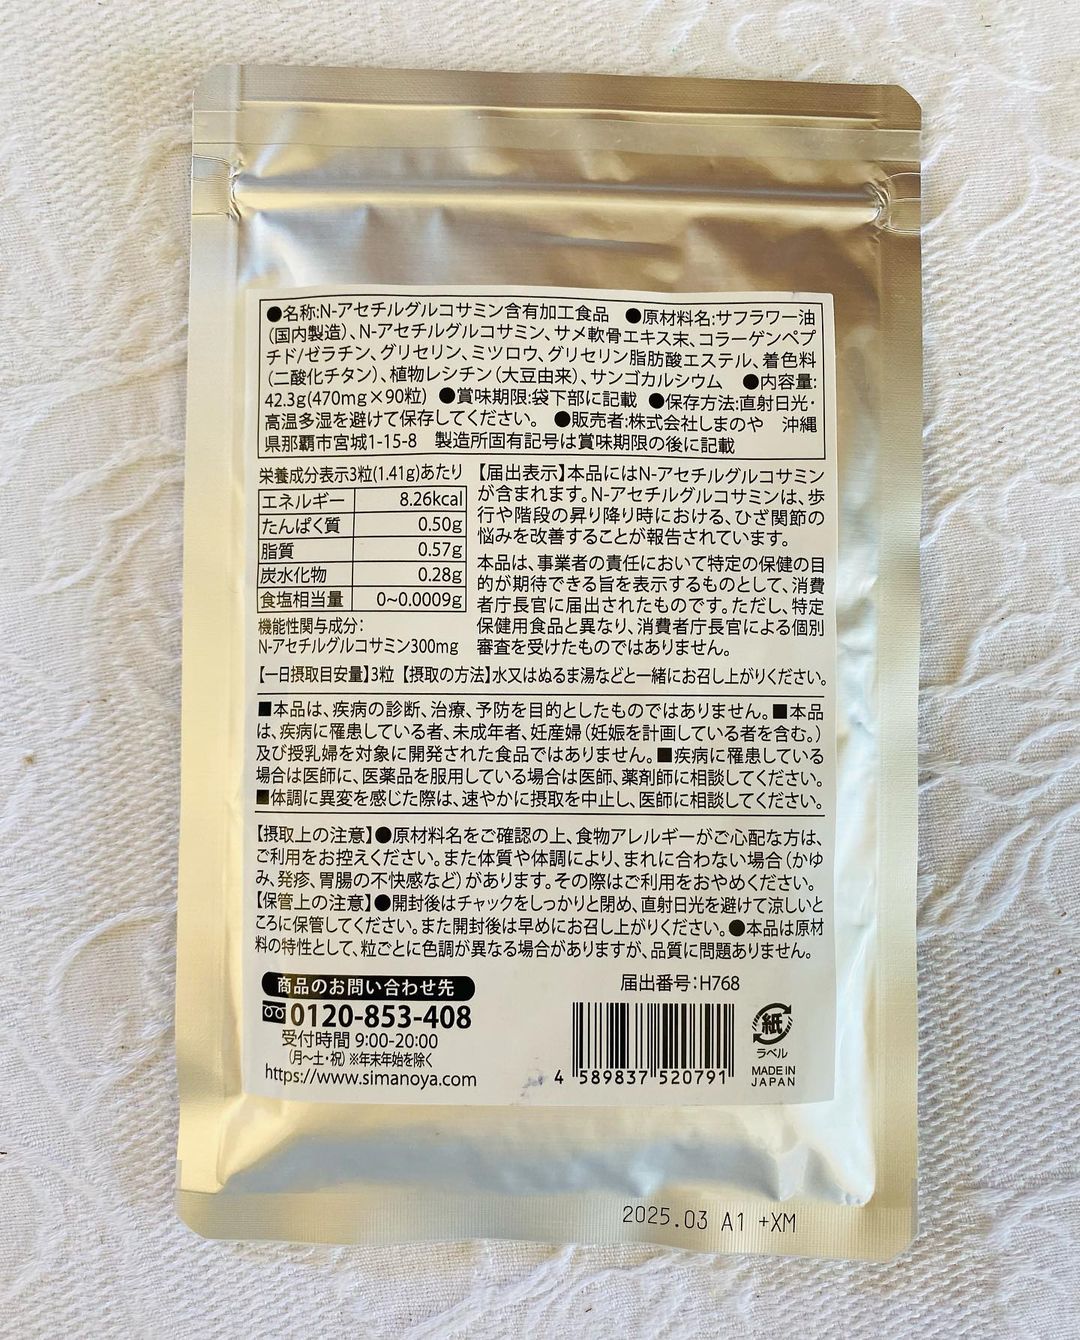 ●名称:N-アセチルグルコサミン含有加工食品　●原材料名:サフラワー油
(国内製造)、N-アセチルグルコサミン、サメ軟骨エキス末、コラーゲンペプ
チド/ゼラチン、グリセリン、ミツロウ、グリセリン脂肪酸エステル、着色料
(二酸化チタン)、植物レシチン(大豆由来)、サンゴカルシウム　●内容量:
42.3g(470mg×90粒) ●賞味期限:袋下部に記載 ●保存方法:直射日光・
高温多湿を避けて保存してください。 ●販売者:株式会社しまのや　沖縄
県那覇市宮城1-15-8　製造所固有記号は賞味期限の後に記載
栄養成分表示3粒(1.41g)あたり
エネルギー 8.26kcal
たんぱく質 0.50g
脂質 0.57g
炭水化物 0.28g
食塩相当量 0~0.0009g
機能性関与成分:
N-アセチルグルコサミン300mg
【届出表示】本品にはN-アセチルグルコサミン
が含まれます。N-アセチルグルコサミンは、歩
行や階段の昇り降り時における、ひざ関節の
悩みを改善することが報告されています。
本品は、事業者の責任において特定の保健の目
的が期待できる旨を表示するものとして、消費
者庁長官に届出されたものです。ただし、特定
保健用食品と異なり、消費者庁長官による個別
審査を受けたものではありません。
【一日摂取目安量】3粒 【摂取の方法】水又はぬるま湯などと一緒にお召し上がりください。
■本品は、疾病の診断、治療、予防を目的としたものではありません。■本品
は、疾病に罹患している者、未成年者、妊産婦(妊娠を計画している者を含む。)
及び授乳婦を対象に開発された食品ではありません。■疾病に罹患している
場合は医師に、医薬品を服用している場合は医師、薬剤師に相談してください。
■体調に異変を感じた際は、速やかに摂取を中止し、医師に相談してください。
【摂取上の注意】●原材料名をご確認の上、食物アレルギーがご心配な方は、
ご利用をお控えください。また体質や体調により、まれに合わない場合(かゆ
み、発疹、胃腸の不快感など)があります。その際はご利用をおやめください。
【保管上の注意】●開封後はチャックをしっかりと閉め、直射日光を避けて涼しいと
ころに保管してください。また開封後は早めにお召し上がりください。●本品は原材
料の特性として、粒ごとに色調が異なる場合がありますが、品質に問題ありません。
商品のお問い合わせ先
0120-853-408
受付時間 9:00-20:00
(月〜土・祝) ※年末年始を除く
https://www.simanoya.com
届出番号:H768
4 589837 520791
紙
ラベル
MADE IN
JAPAN
2025.03 A1 +XM